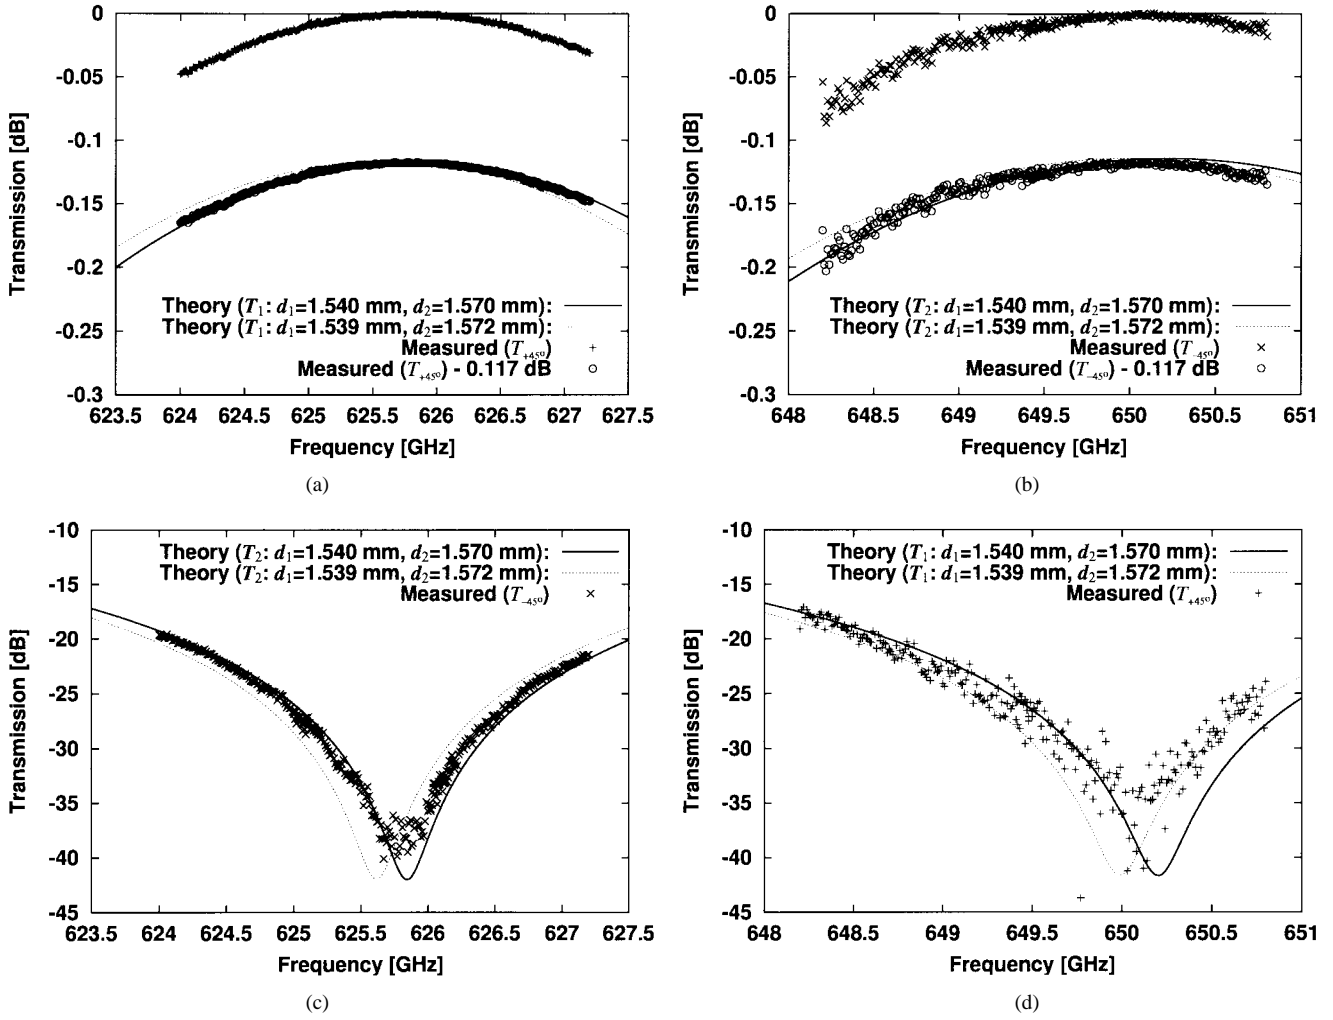 0
-0.05
-0.1
-0.15
-0.2
-0.25
-0.3
Transmission [dB]
Theory (T1: d1=1.540 mm, d2=1.570 mm):
Theory (T1: d1=1.539 mm, d2=1.572 mm):
Measured (T+45º)
Measured (T+45º) - 0.117 dB
623.5 624 624.5 625 625.5 626 626.5 627 627.5
Frequency [GHz]
(a)
0
-0.05
-0.1
-0.15
-0.2
-0.25
-0.3
Transmission [dB]
Theory (T2: d1=1.540 mm, d2=1.570 mm):
Theory (T2: d1=1.539 mm, d2=1.572 mm):
Measured (T-45º)
Measured (T-45º) - 0.117 dB
648 648.5 649 649.5 650 650.5 651
Frequency [GHz]
(b)
-10
-15
-20
-25
-30
-35
-40
-45
Transmission [dB]
Theory (T2: d1=1.540 mm, d2=1.570 mm):
Theory (T2: d1=1.539 mm, d2=1.572 mm):
Measured (T-45º)
623.5 624 624.5 625 625.5 626 626.5 627 627.5
Frequency [GHz]
(c)
-10
-15
-20
-25
-30
-35
-40
-45
Transmission [dB]
Theory (T1: d1=1.540 mm, d2=1.570 mm):
Theory (T1: d1=1.539 mm, d2=1.572 mm):
Measured (T+45º)
648 648.5 649 649.5 650 650.5 651
Frequency [GHz]
(d)